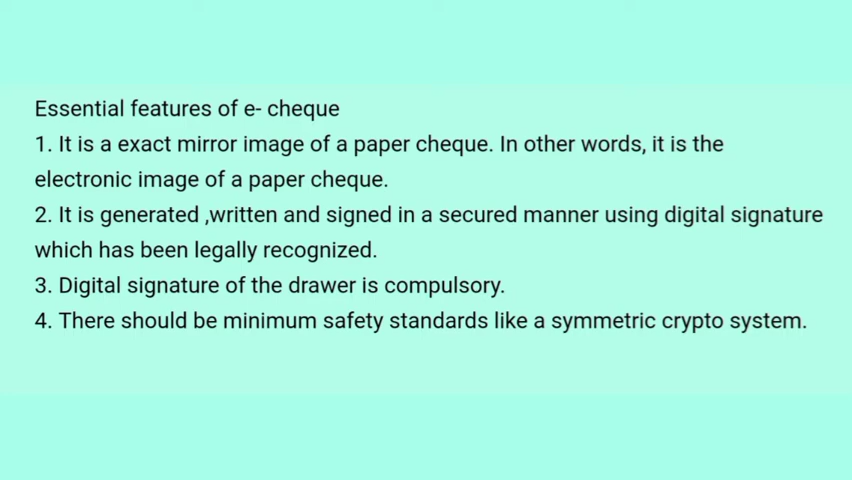 Essential features of e- cheque
1. It is a exact mirror image of a paper cheque. In other words, it is the
electronic image of a paper cheque.
2. It is generated ,written and signed in a secured manner using digital signature
which has been legally recognized.
3. Digital signature of the drawer is compulsory.
4. There should be minimum safety standards like a symmetric crypto system.